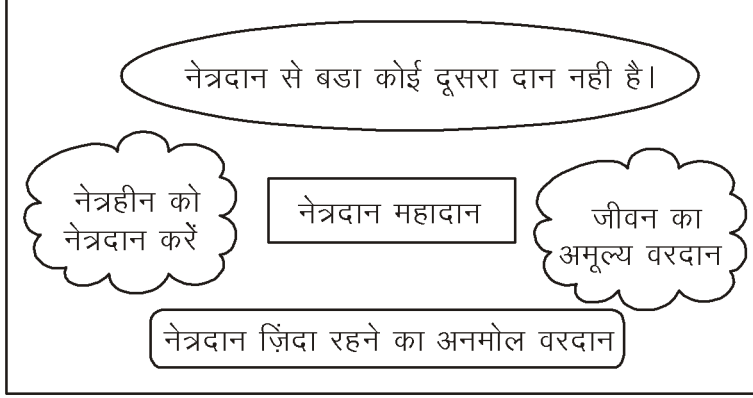 नेत्रदान से बडा कोई दूसरा दान नही है।
नेत्रहीन को
नेत्रदान करें
नेत्रदान महादान
जीवन का
अमूल्य वरदान
नेत्रदान ज़िंदा रहने का अनमोल वरदान